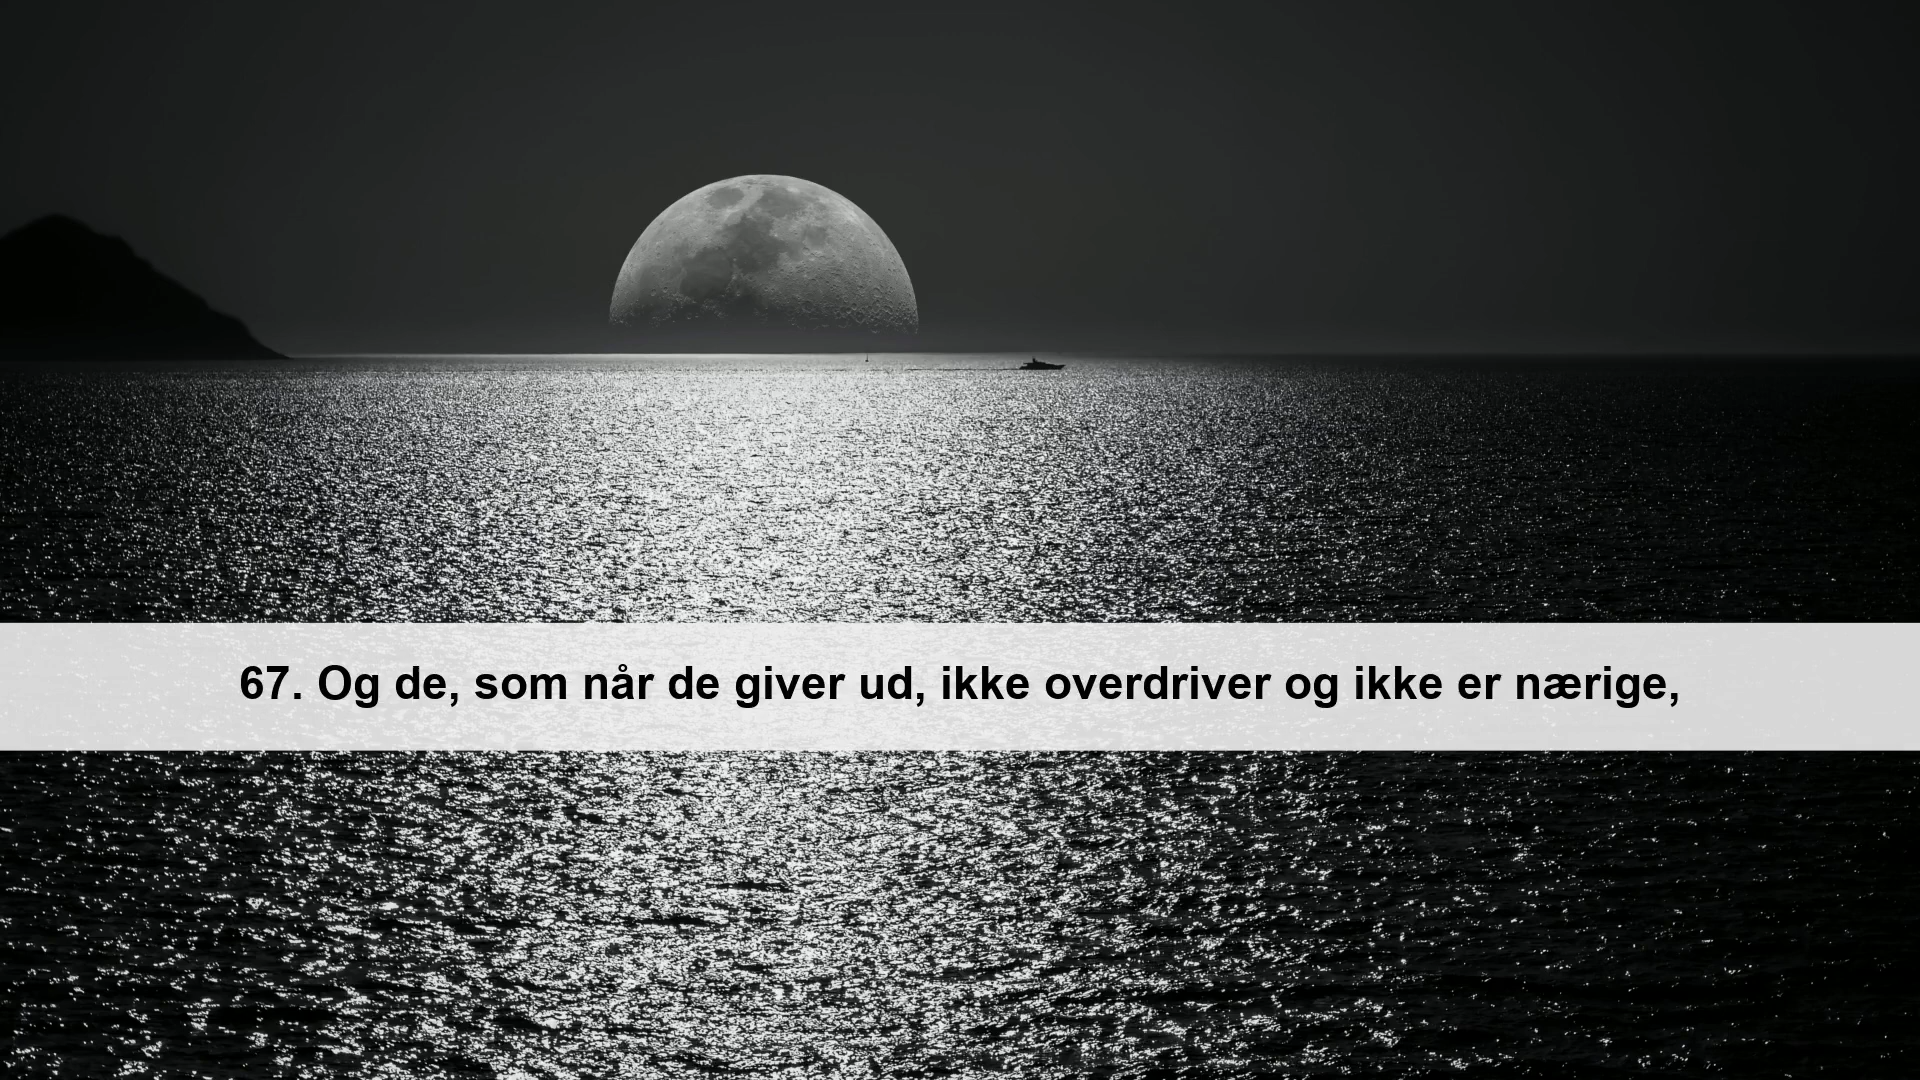 67. Og de, som når de giver ud, ikke overdriver og ikke er nærige,